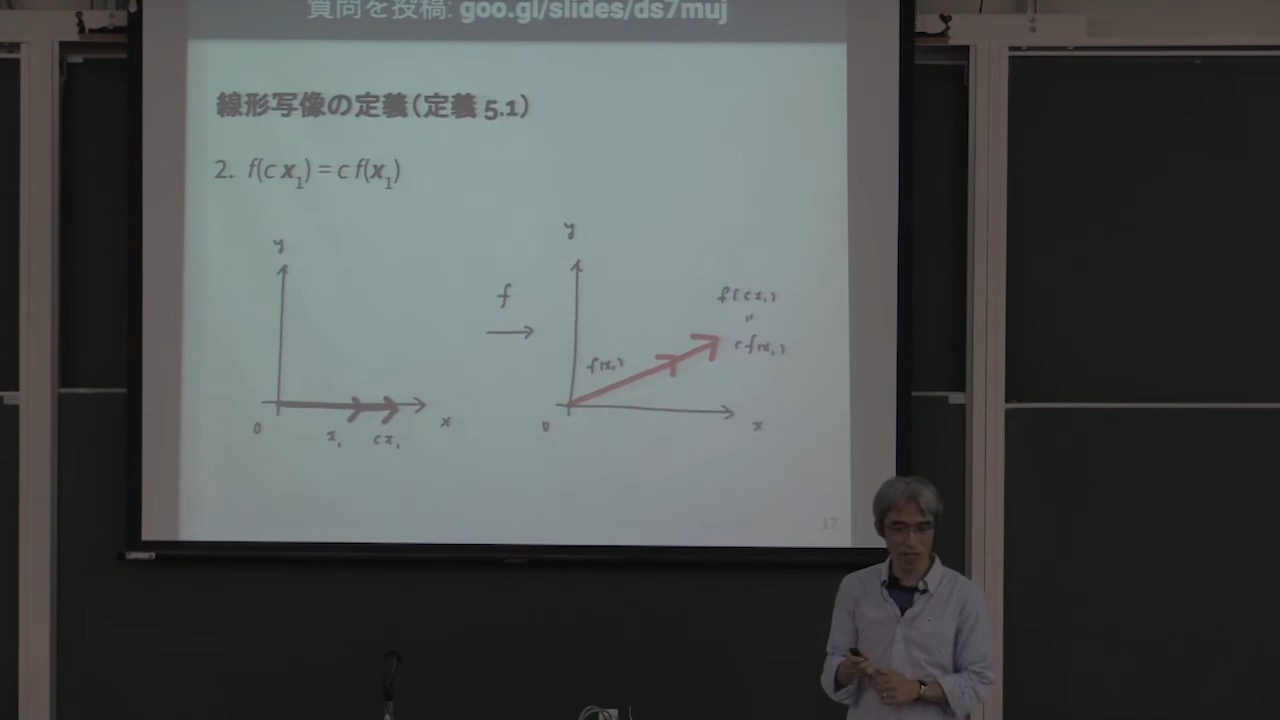 質問を投稿: goo.gl/slides/ds7muj
線形写像の定義(定義 5.1)
2. f(c x₁) = c f(x₁)
y
y
f
f(cx₁)
"
f(x₁)
cf(x₁)
0
x
0
x
x₁
cx₁
17